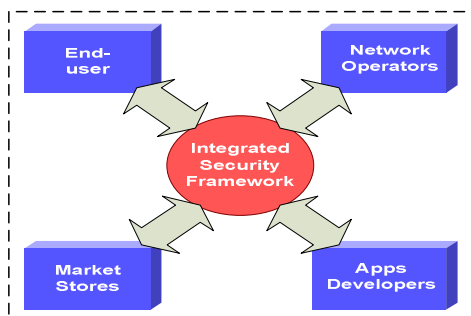 End-
user
Network
Operators
Integrated
Security
Framework
Market
Stores
Apps
Developers